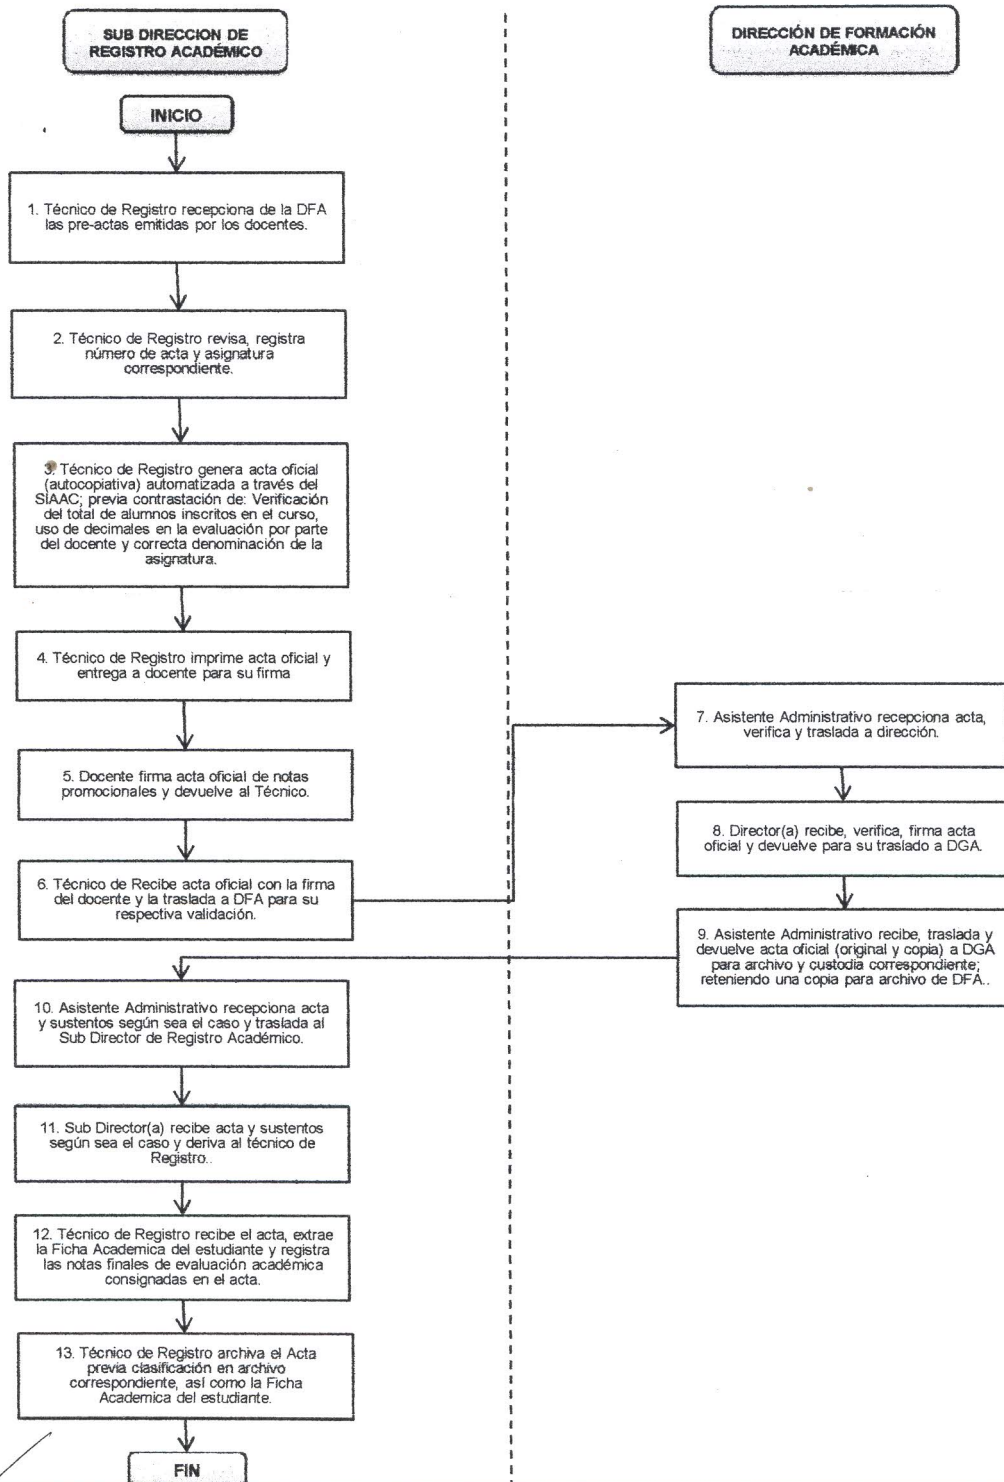 SUB DIRECCION DE
REGISTRO ACADÉMICO
DIRECCIÓN DE FORMACIÓN
ACADÉMICA
INICIO
1. Técnico de Registro recepciona de la DFA
las pre-actas emitidas por los docentes.
2. Técnico de Registro revisa, registra
número de acta y asignatura
correspondiente.
3. Técnico de Registro genera acta oficial
(autocopiativa) automatizada a través del
SIAAC; previa contrastación de: Verificación
del total de alumnos inscritos en el curso,
uso de decimales en la evaluación por parte
del docente y correcta denominación de la
asignatura.
4. Técnico de Registro imprime acta oficial y
entrega a docente para su firma
5. Docente firma acta oficial de notas
promocionales y devuelve al Técnico.
6. Técnico de Recibe acta oficial con la firma
del docente y la traslada a DFA para su
respectiva validación.
7. Asistente Administrativo recepciona acta,
verifica y traslada a dirección.
8. Director(a) recibe, verifica, firma acta
oficial y devuelve para su traslado a DGA.
9. Asistente Administrativo recibe, traslada y
devuelve acta oficial (original y copia) a DGA
para archivo y custodia correspondiente;
reteniendo una copia para archivo de DFA..
10. Asistente Administrativo recepciona acta
y sustentos según sea el caso y traslada al
Sub Director de Registro Académico.
11. Sub Director(a) recibe acta y sustentos
según sea el caso y deriva al técnico de
Registro..
12. Técnico de Registro recibe el acta, extrae
la Ficha Academica del estudiante y registra
las notas finales de evaluación académica
consignadas en el acta.
13. Técnico de Registro archiva el Acta
previa clasificación en archivo
correspondiente, así como la Ficha
Academica del estudiante.
FIN